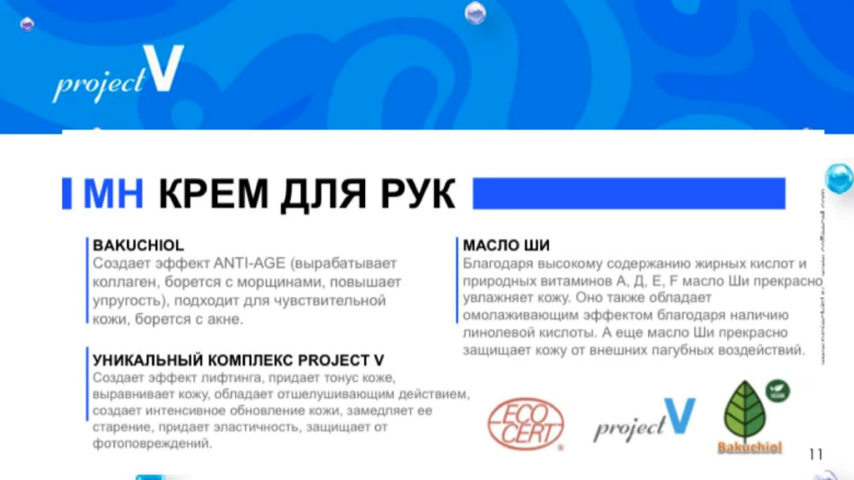 project V
МН КРЕМ ДЛЯ РУК
BAKUCHIOL
Создает эффект ANTI-AGE (вырабатывает
коллаген, борется с морщинами, повышает
упругость), подходит для чувствительной
кожи, борется с акне.
УНИКАЛЬНЫЙ КОМПЛЕКС PROJECT V
Создает эффект лифтинга, придает тонус коже,
выравнивает кожу, обладает отшелушивающим действием,
создает интенсивное обновление кожи, замедляет ее
старение, придает эластичность, защищает от
фотоповреждений.
МАСЛО ШИ
Благодаря высокому содержанию жирных кислот и
природных витаминов А, Д, Е, F масло Ши прекрасно
увлажняет кожу. Оно также обладает
омолаживающим эффектом благодаря наличию
линолевой кислоты. А еще масло Ши прекрасно
защищает кожу от внешних пагубных воздействий.
ECO
CERT
®
project V
Bakuchiol
11